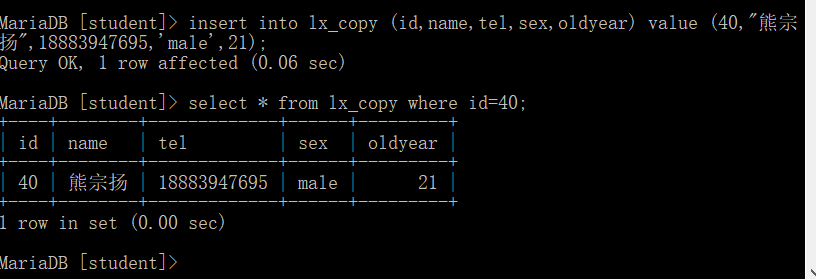 MariaDB [student]> insert into lx_copy (id,name,tel,sex,oldyear) value (40,"熊宗
扬",18883947695,'male',21);
Query OK, 1 row affected (0.06 sec)
MariaDB [student]> select * from lx_copy where id=40;
+----+--------+-------------+------+---------+
| id | name | tel | sex | oldyear |
+----+--------+-------------+------+---------+
| 40 | 熊宗扬 | 18883947695 | male | 21 |
+----+--------+-------------+------+---------+
1 row in set (0.00 sec)
MariaDB [student]>